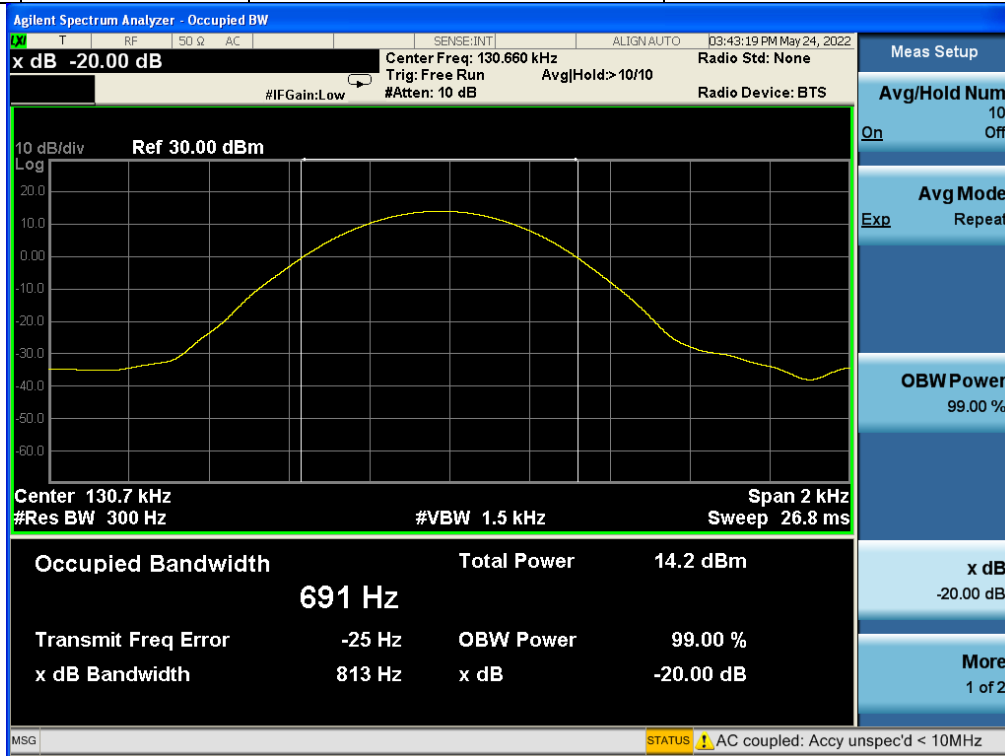 Agilent Spectrum Analyzer - Occupied BW
LXI T RF 50 Ω AC SENSE:INT ALIGN AUTO 03:43:19 PM May 24, 2022
x dB -20.00 dB
Center Freq: 130.660 kHz
Radio Std: None
Trig: Free Run Avg|Hold:> 10/10
#IFGain:Low #Atten: 10 dB Radio Device: BTS
10 dB/div Ref 30.00 dBm
Log
20.0
10.0
0.00
-10.0
-20.0
-30.0
-40.0
-50.0
-60.0
Center 130.7 kHz Span 2 kHz
#Res BW 300 Hz #VBW 1.5 kHz Sweep 26.8 ms
Occupied Bandwidth Total Power 14.2 dBm
691 Hz
Transmit Freq Error -25 Hz OBW Power 99.00 %
x dB Bandwidth 813 Hz x dB -20.00 dB
Meas Setup
Avg/Hold Num
10
On Off
Avg Mode
Exp Repeat
OBW Power
99.00 %
x dB
-20.00 dB
More
1 of 2
MSG STATUS AC coupled: Accy unspec'd < 10MHz